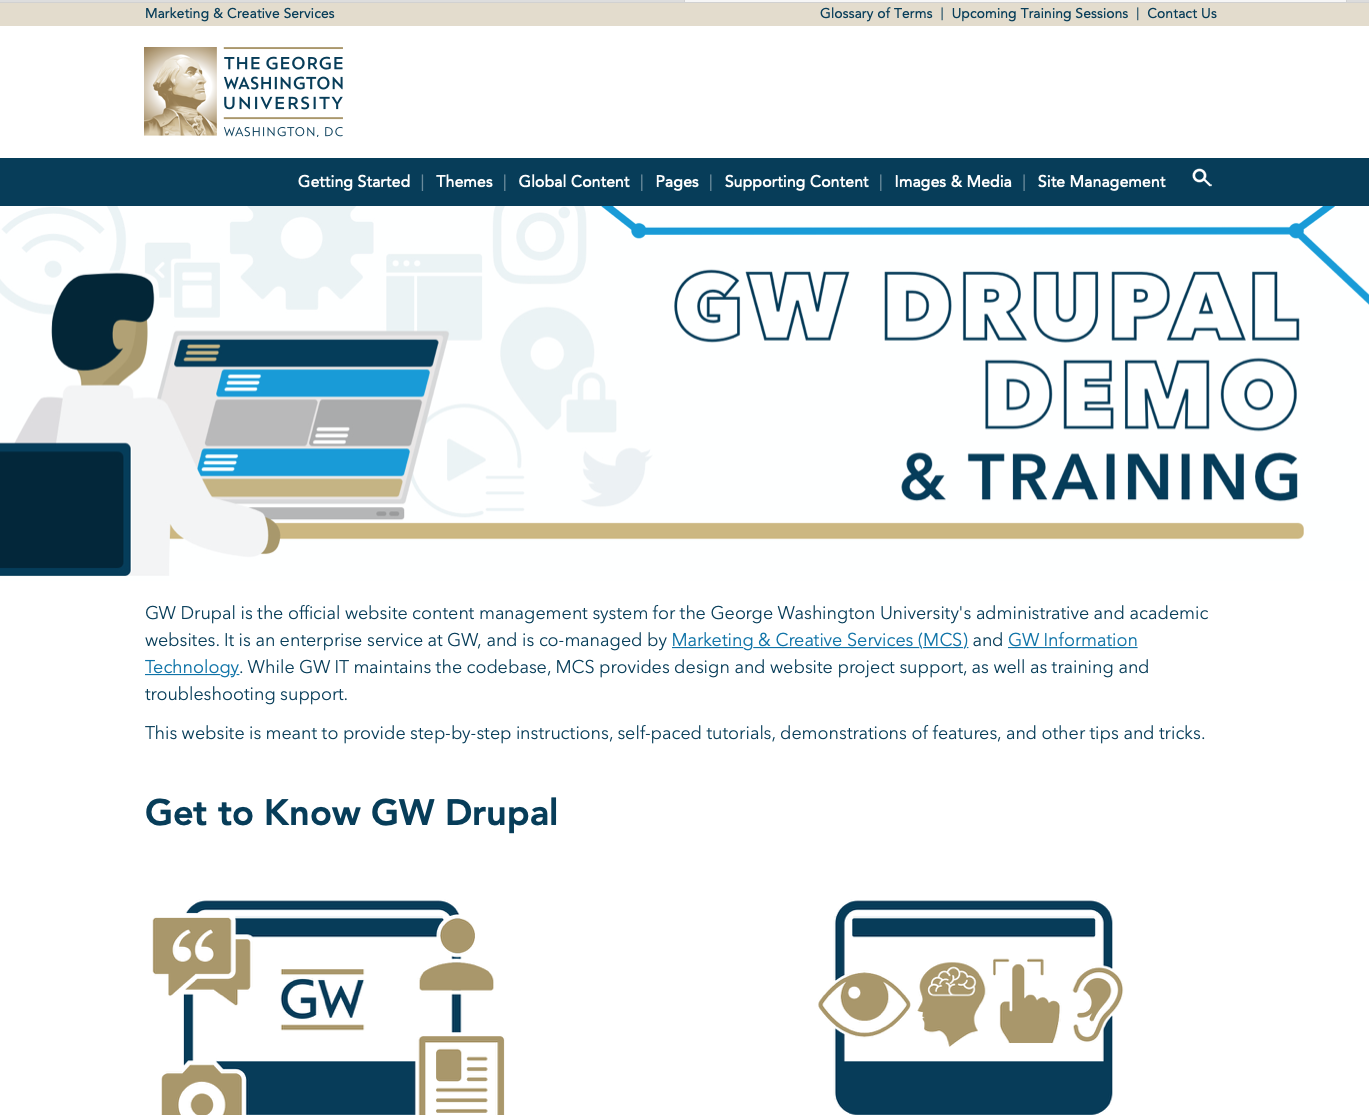 Marketing & Creative Services
Glossary of Terms | Upcoming Training Sessions | Contact Us
THE GEORGE
WASHINGTON
UNIVERSITY
WASHINGTON, DC
Getting Started | Themes | Global Content | Pages | Supporting Content | Images & Media | Site Management
GW DRUPAL
DEMO
& TRAINING
GW Drupal is the official website content management system for the George Washington University's administrative and academic
websites. It is an enterprise service at GW, and is co-managed by Marketing & Creative Services (MCS) and GW Information
Technology. While GW IT maintains the codebase, MCS provides design and website project support, as well as training and
troubleshooting support.
This website is meant to provide step-by-step instructions, self-paced tutorials, demonstrations of features, and other tips and tricks.
Get to Know GW Drupal
GW